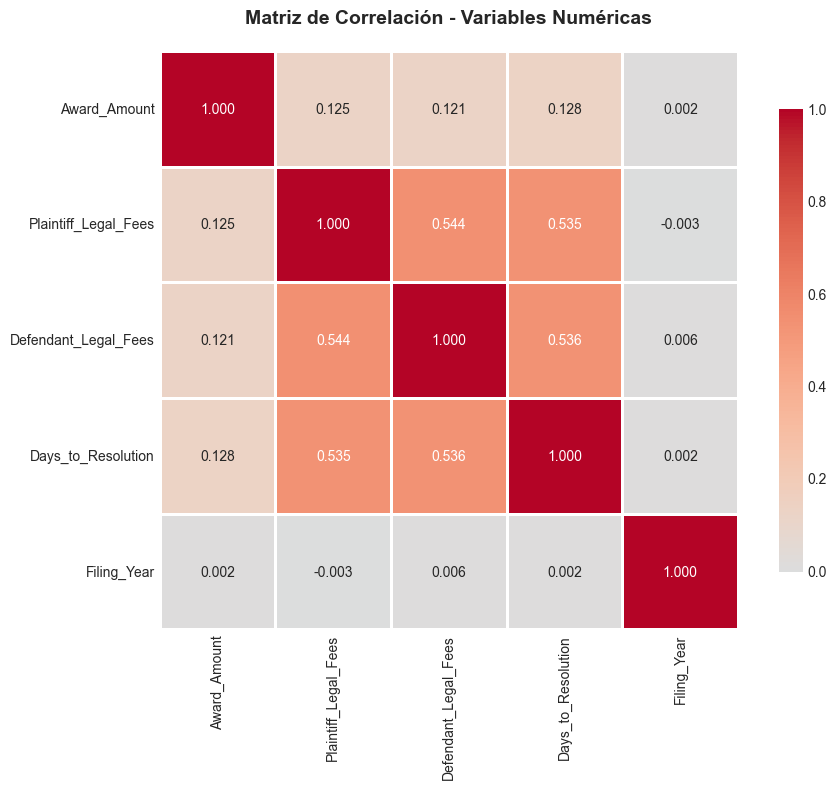 Matriz de Correlación - Variables Numéricas
Award_Amount 1.000 0.125 0.121 0.128 0.002
Plaintiff_Legal_Fees 0.125 1.000 0.544 0.535 -0.003
Defendant_Legal_Fees 0.121 0.544 1.000 0.536 0.006
Days_to_Resolution 0.128 0.535 0.536 1.000 0.002
Filing_Year 0.002 -0.003 0.006 0.002 1.000
Award_Amount
Plaintiff_Legal_Fees
Defendant_Legal_Fees
Days_to_Resolution
Filing_Year
1.0
0.8
0.6
0.4
0.2
0.0